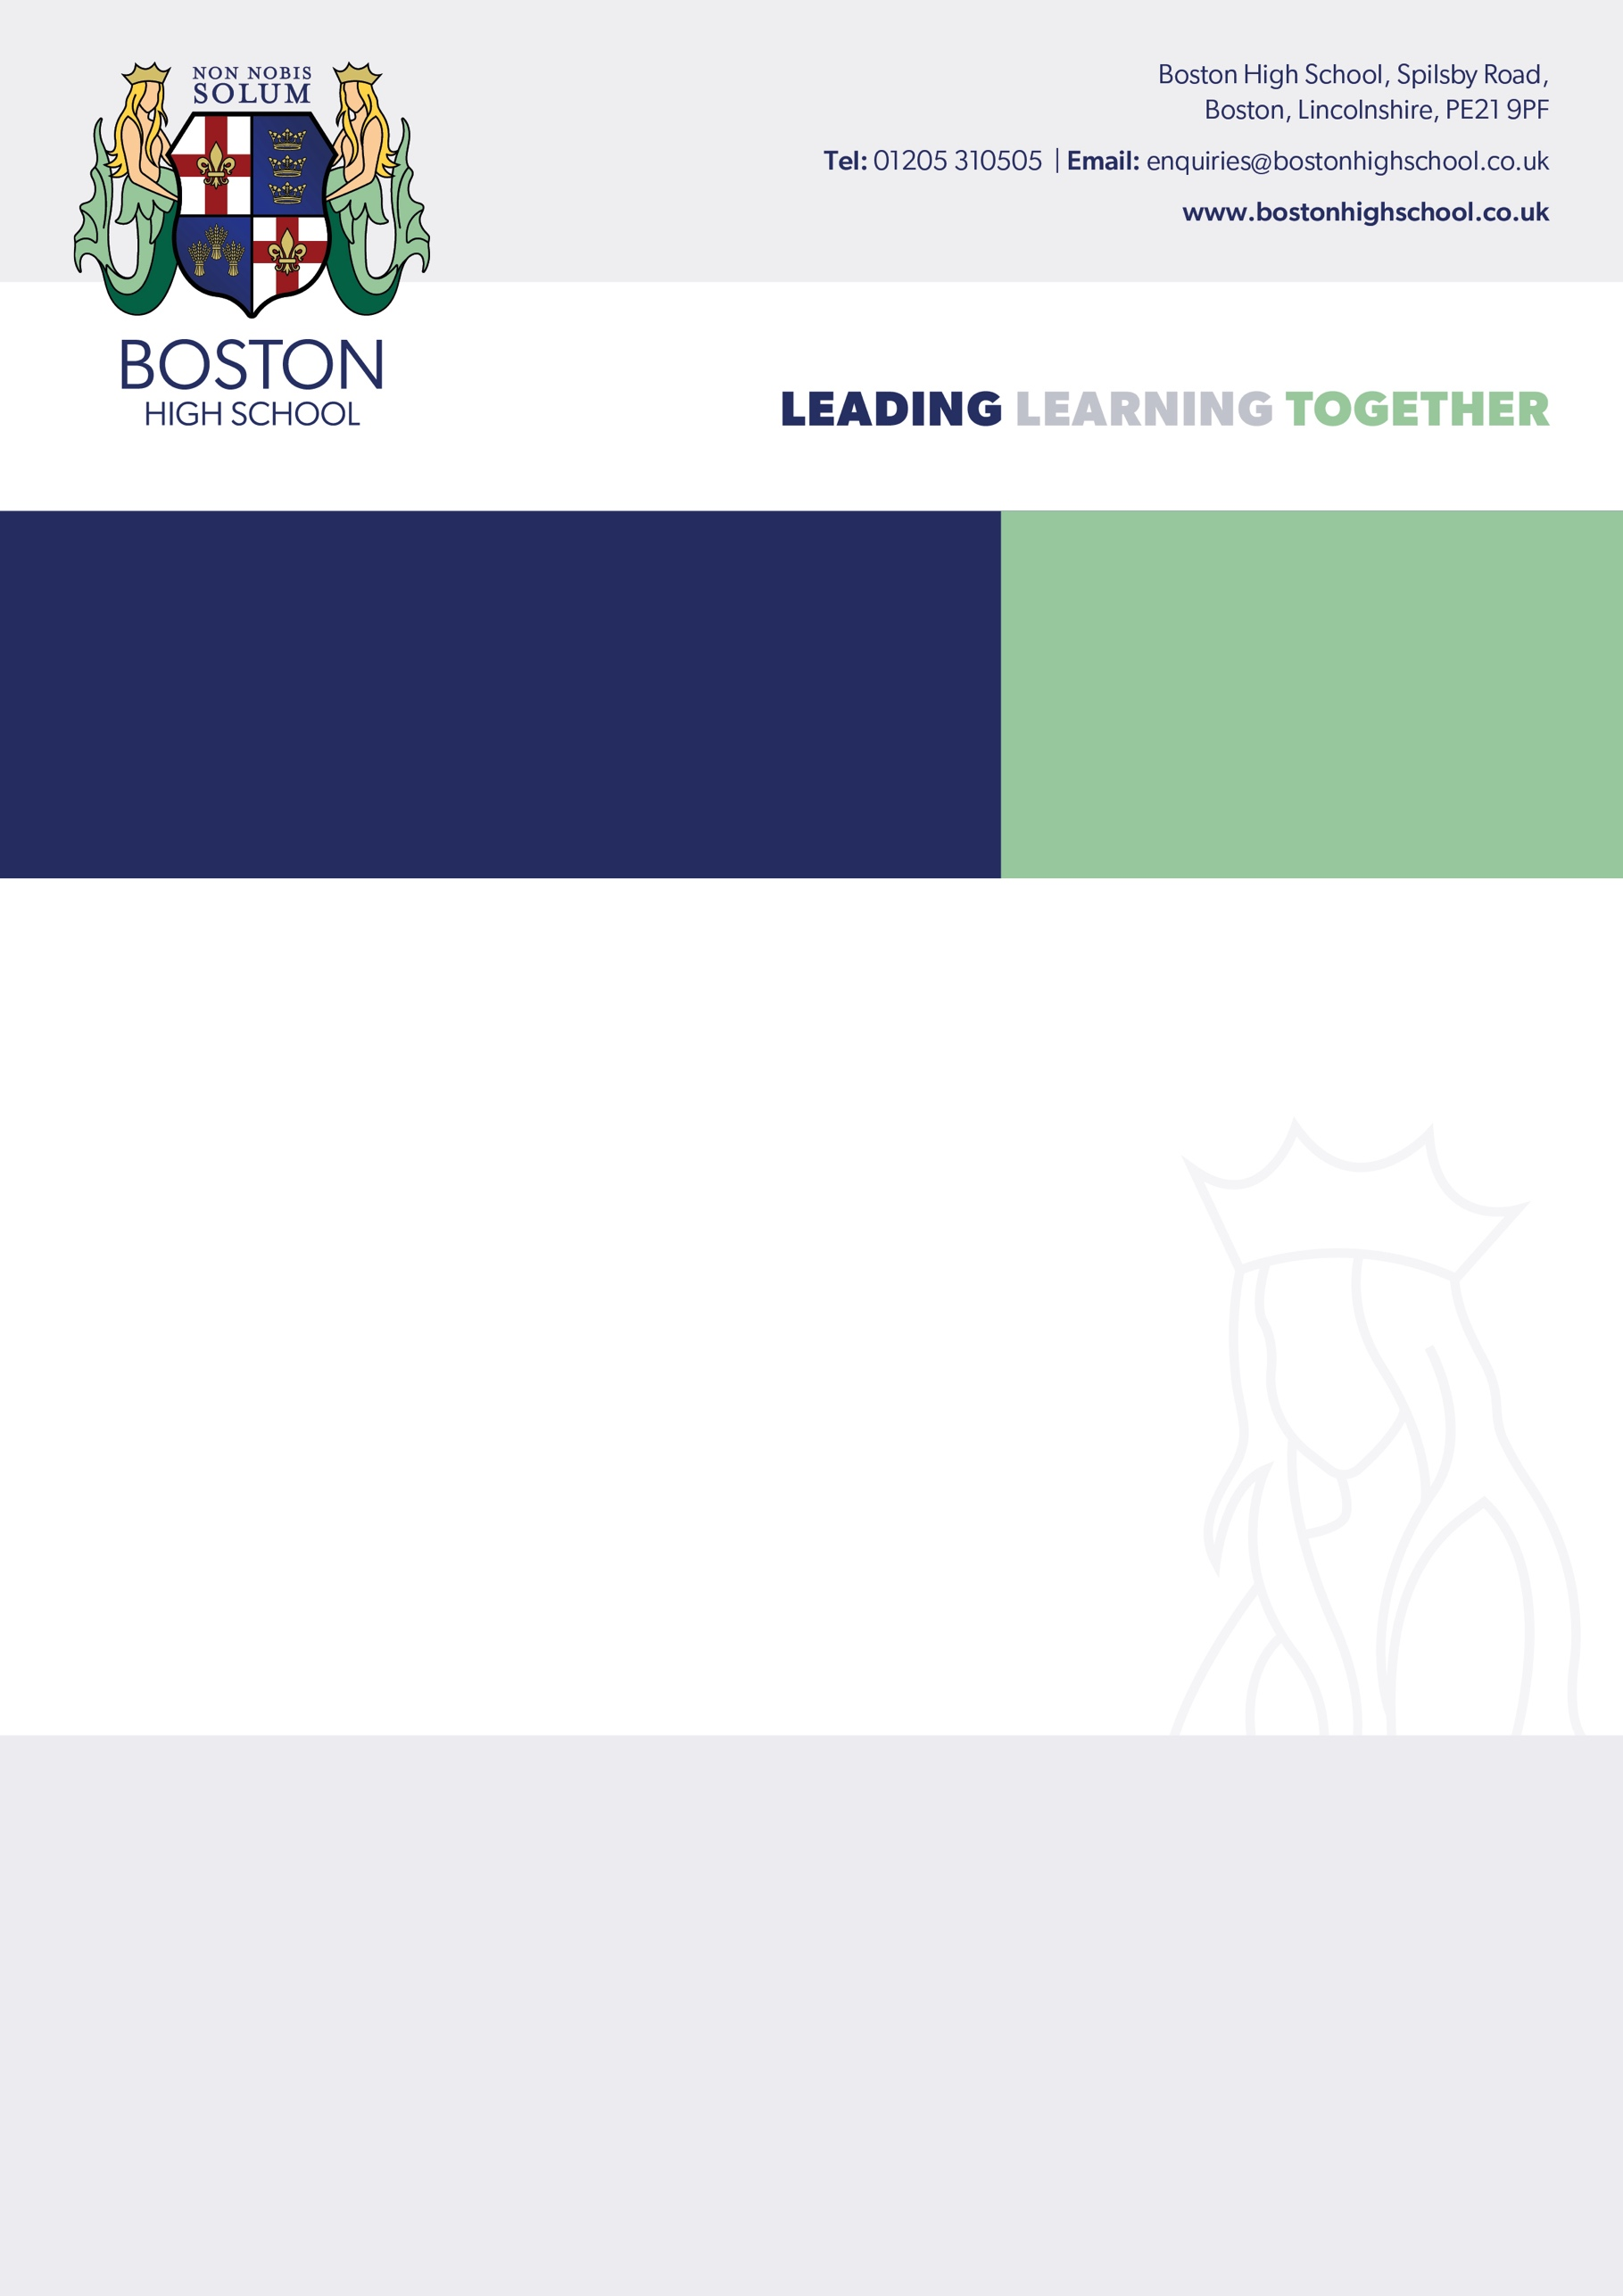 NON NOBIS
SOLUM
BOSTON
HIGH SCHOOL
Boston High School, Spilsby Road,
Boston, Lincolnshire, PE21 9PF
Tel: 01205 310505 | Email: enquiries@bostonhighschool.co.uk
www.bostonhighschool.co.uk
LEADING LEARNING TOGETHER